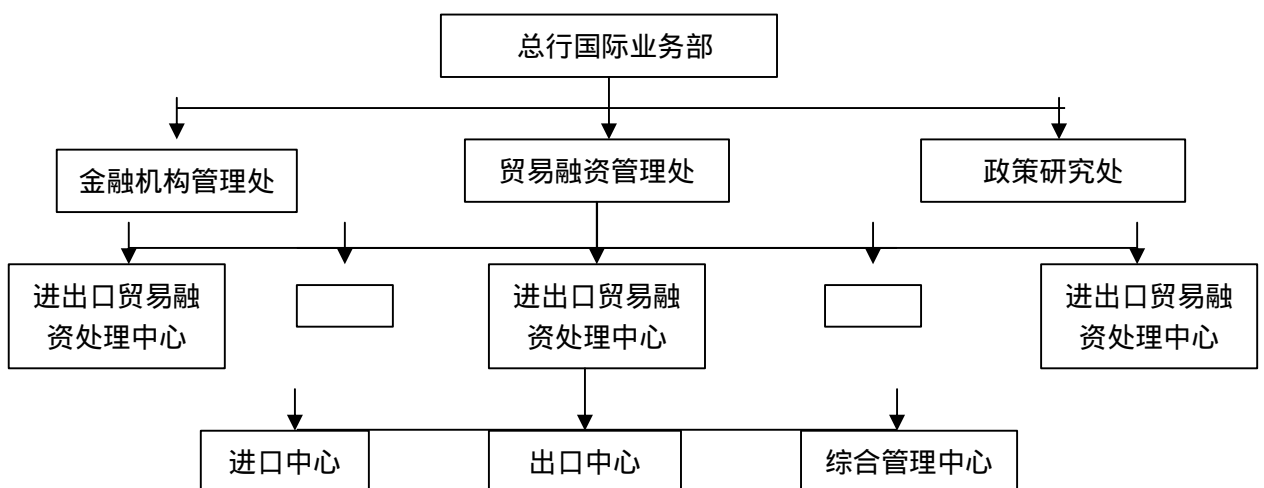 总行国际业务部
金融机构管理处
贸易融资管理处
政策研究处
进出口贸易融
资处理中心
进出口贸易融
资处理中心
进出口贸易融
资处理中心
进口中心
出口中心
综合管理中心